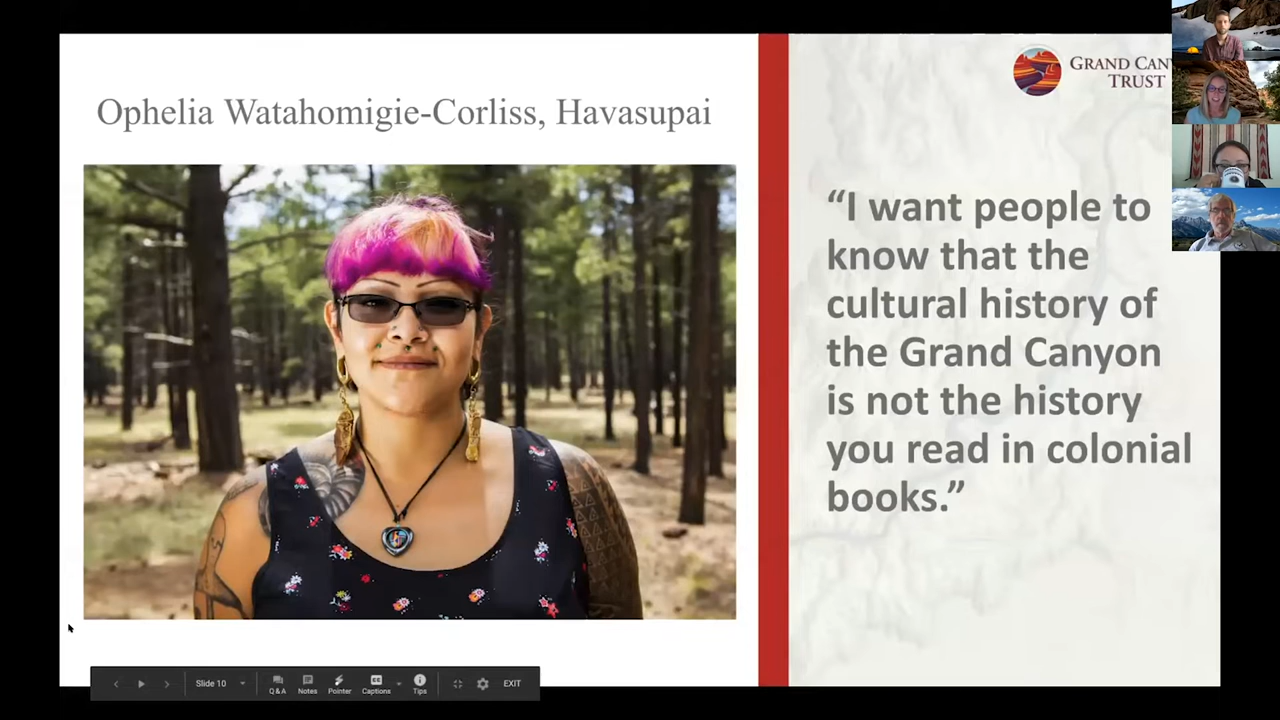 Ophelia Watahomigie-Corliss, Havasupai
GRAND CANY
TRUST
“I want people to
know that the
cultural history of
the Grand Canyon
is not the history
you read in colonial
books.”
Slide 10
Q&A
Notes
Pointer
Captions
Tips
EXIT